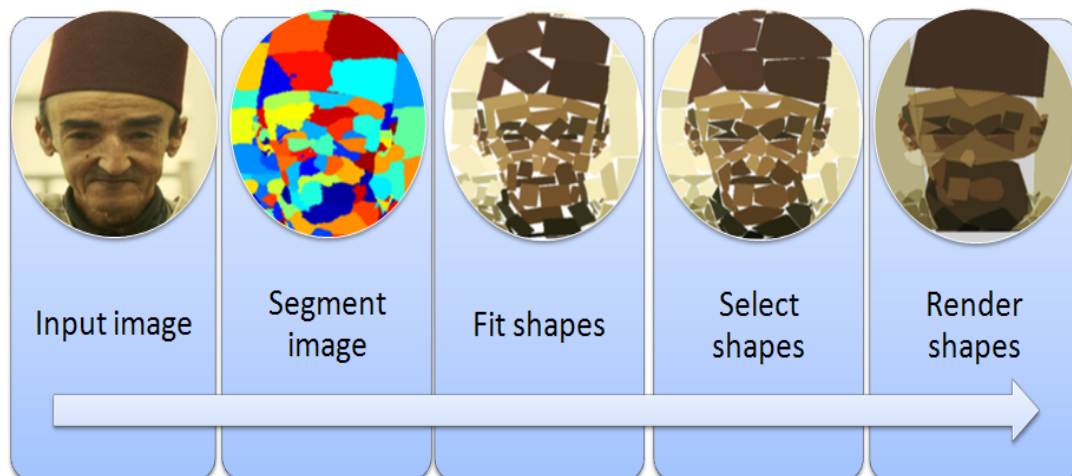 Input image
Segment
image
Fit shapes
Select
shapes
Render
shapes